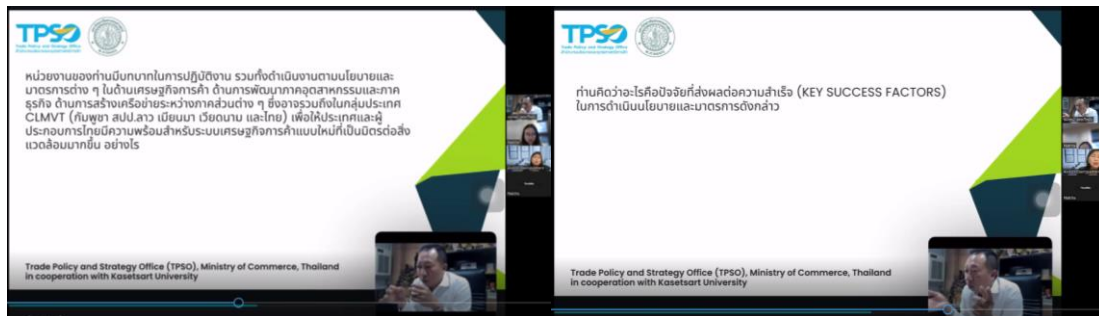 TPSO
Trade Policy and Strategy Office
หน่วยงานของท่านมีบทบาทในการปฏิบัติงาน รวมทั้งดำเนินงานตามนโยบายและ
มาตรการต่าง ๆ ในด้านเศรษฐกิจการค้า ด้านการพัฒนาภาคอุตสาหกรรมและภาค
ธุรกิจ ด้านการสร้างเครือข่ายระหว่างภาคส่วนต่าง ๆ ซึ่งอาจรวมถึงในกลุ่มประเทศ
CLMVT (กัมพูชา สปป.ลาว เมียนมา เวียดนาม และไทย) เพื่อให้ประเทศและผู้
ประกอบการไทยมีความพร้อมสำหรับระบบเศรษฐกิจการค้าแบบใหม่ที่เป็นมิตรต่อสิ่ง
แวดล้อมมากขึ้น อย่างไร
Trade Policy and Strategy Office (TPSO), Ministry of Commerce, Thailand
in cooperation with Kasetsart University
TPSO
Trade Policy and Strategy Office
ท่านคิดว่าอะไรคือปัจจัยที่ส่งผลต่อความสำเร็จ (KEY SUCCESS FACTORS)
ในการดำเนินนโยบายและมาตรการดังกล่าว
Trade Policy and Strategy Office (TPSO), Ministry of Commerce, Thailand
in cooperation with Kasetsart University